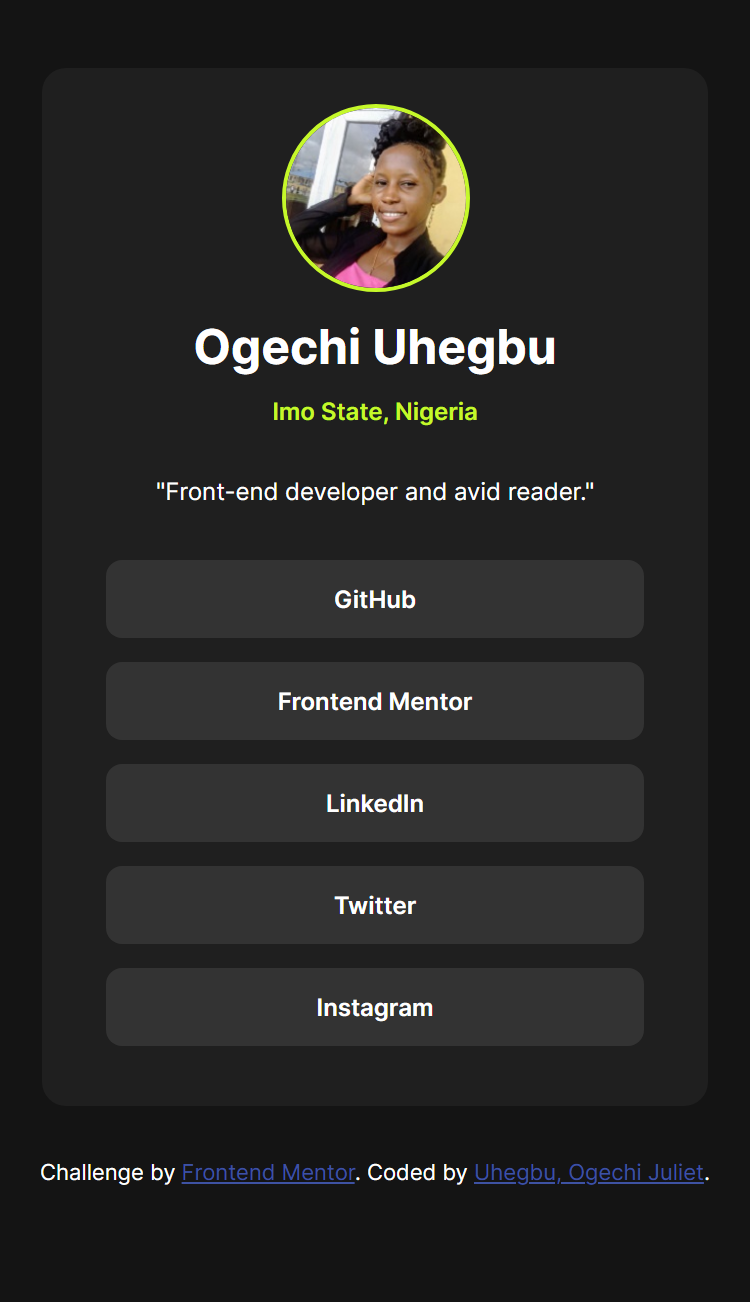 Ogechi Uhegbu
Imo State, Nigeria
"Front-end developer and avid reader."
GitHub
Frontend Mentor
LinkedIn
Twitter
Instagram
Challenge by Frontend Mentor. Coded by Uhegbu, Ogechi Juliet.